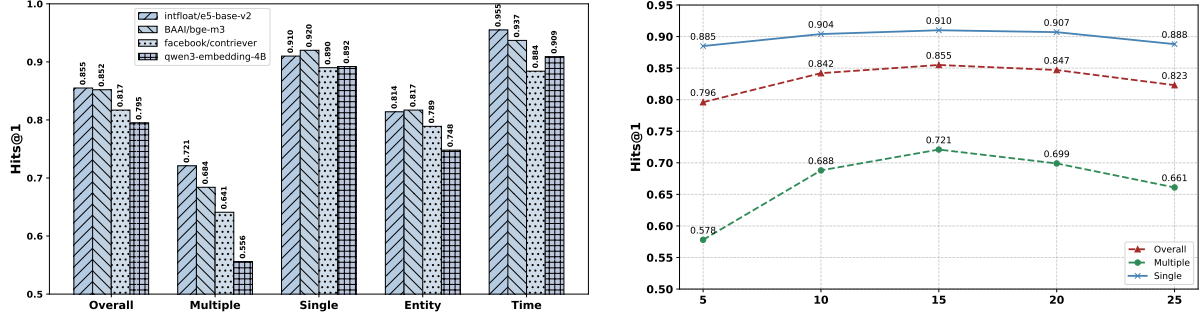 1.0
0.9
0.8
0.7
0.6
0.5
Hits@1
intfloat/e5-base-v2
BAAI/bge-m3
facebook/contriever
qwen3-embedding-4B
0.855
0.852
0.817
0.795
0.721
0.684
0.641
0.556
0.910
0.920
0.890
0.892
0.814
0.817
0.789
0.748
0.955
0.937
0.884
0.909
Overall Multiple Single Entity Time
0.95
0.90
0.85
0.80
0.75
0.70
0.65
0.60
0.55
0.50
Hits@1
0.885 0.904 0.910 0.907 0.888
0.796 0.842 0.855 0.847 0.823
0.578 0.688 0.721 0.699 0.661
Overall
Multiple
Single
5 10 15 20 25